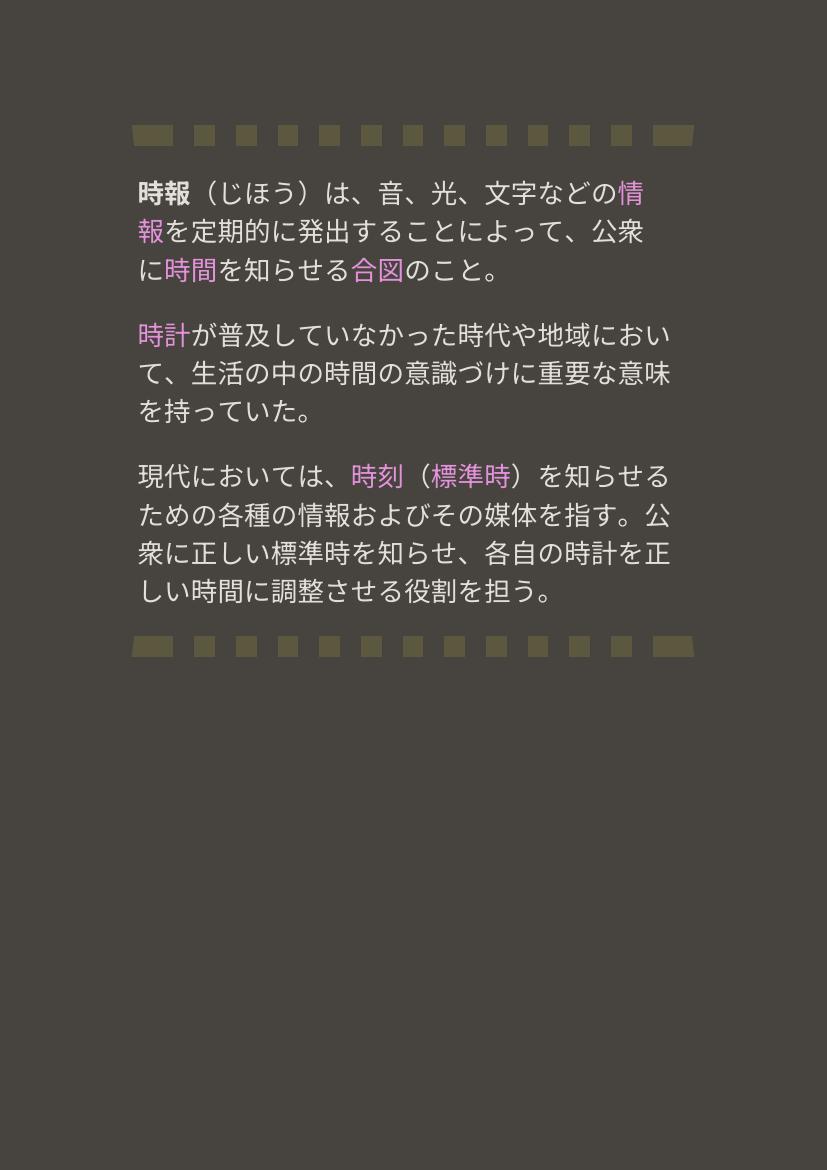 時報（じほう）は、音、光、文字などの情
報を定期的に発出することによって、公衆
に時間を知らせる合図のこと。
時計が普及していなかった時代や地域におい
て、生活の中の時間の意識づけに重要な意味
を持っていた。
現代においては、時刻（標準時）を知らせる
ための各種の情報およびその媒体を指す。公
衆に正しい標準時を知らせ、各自の時計を正
しい時間に調整させる役割を担う。